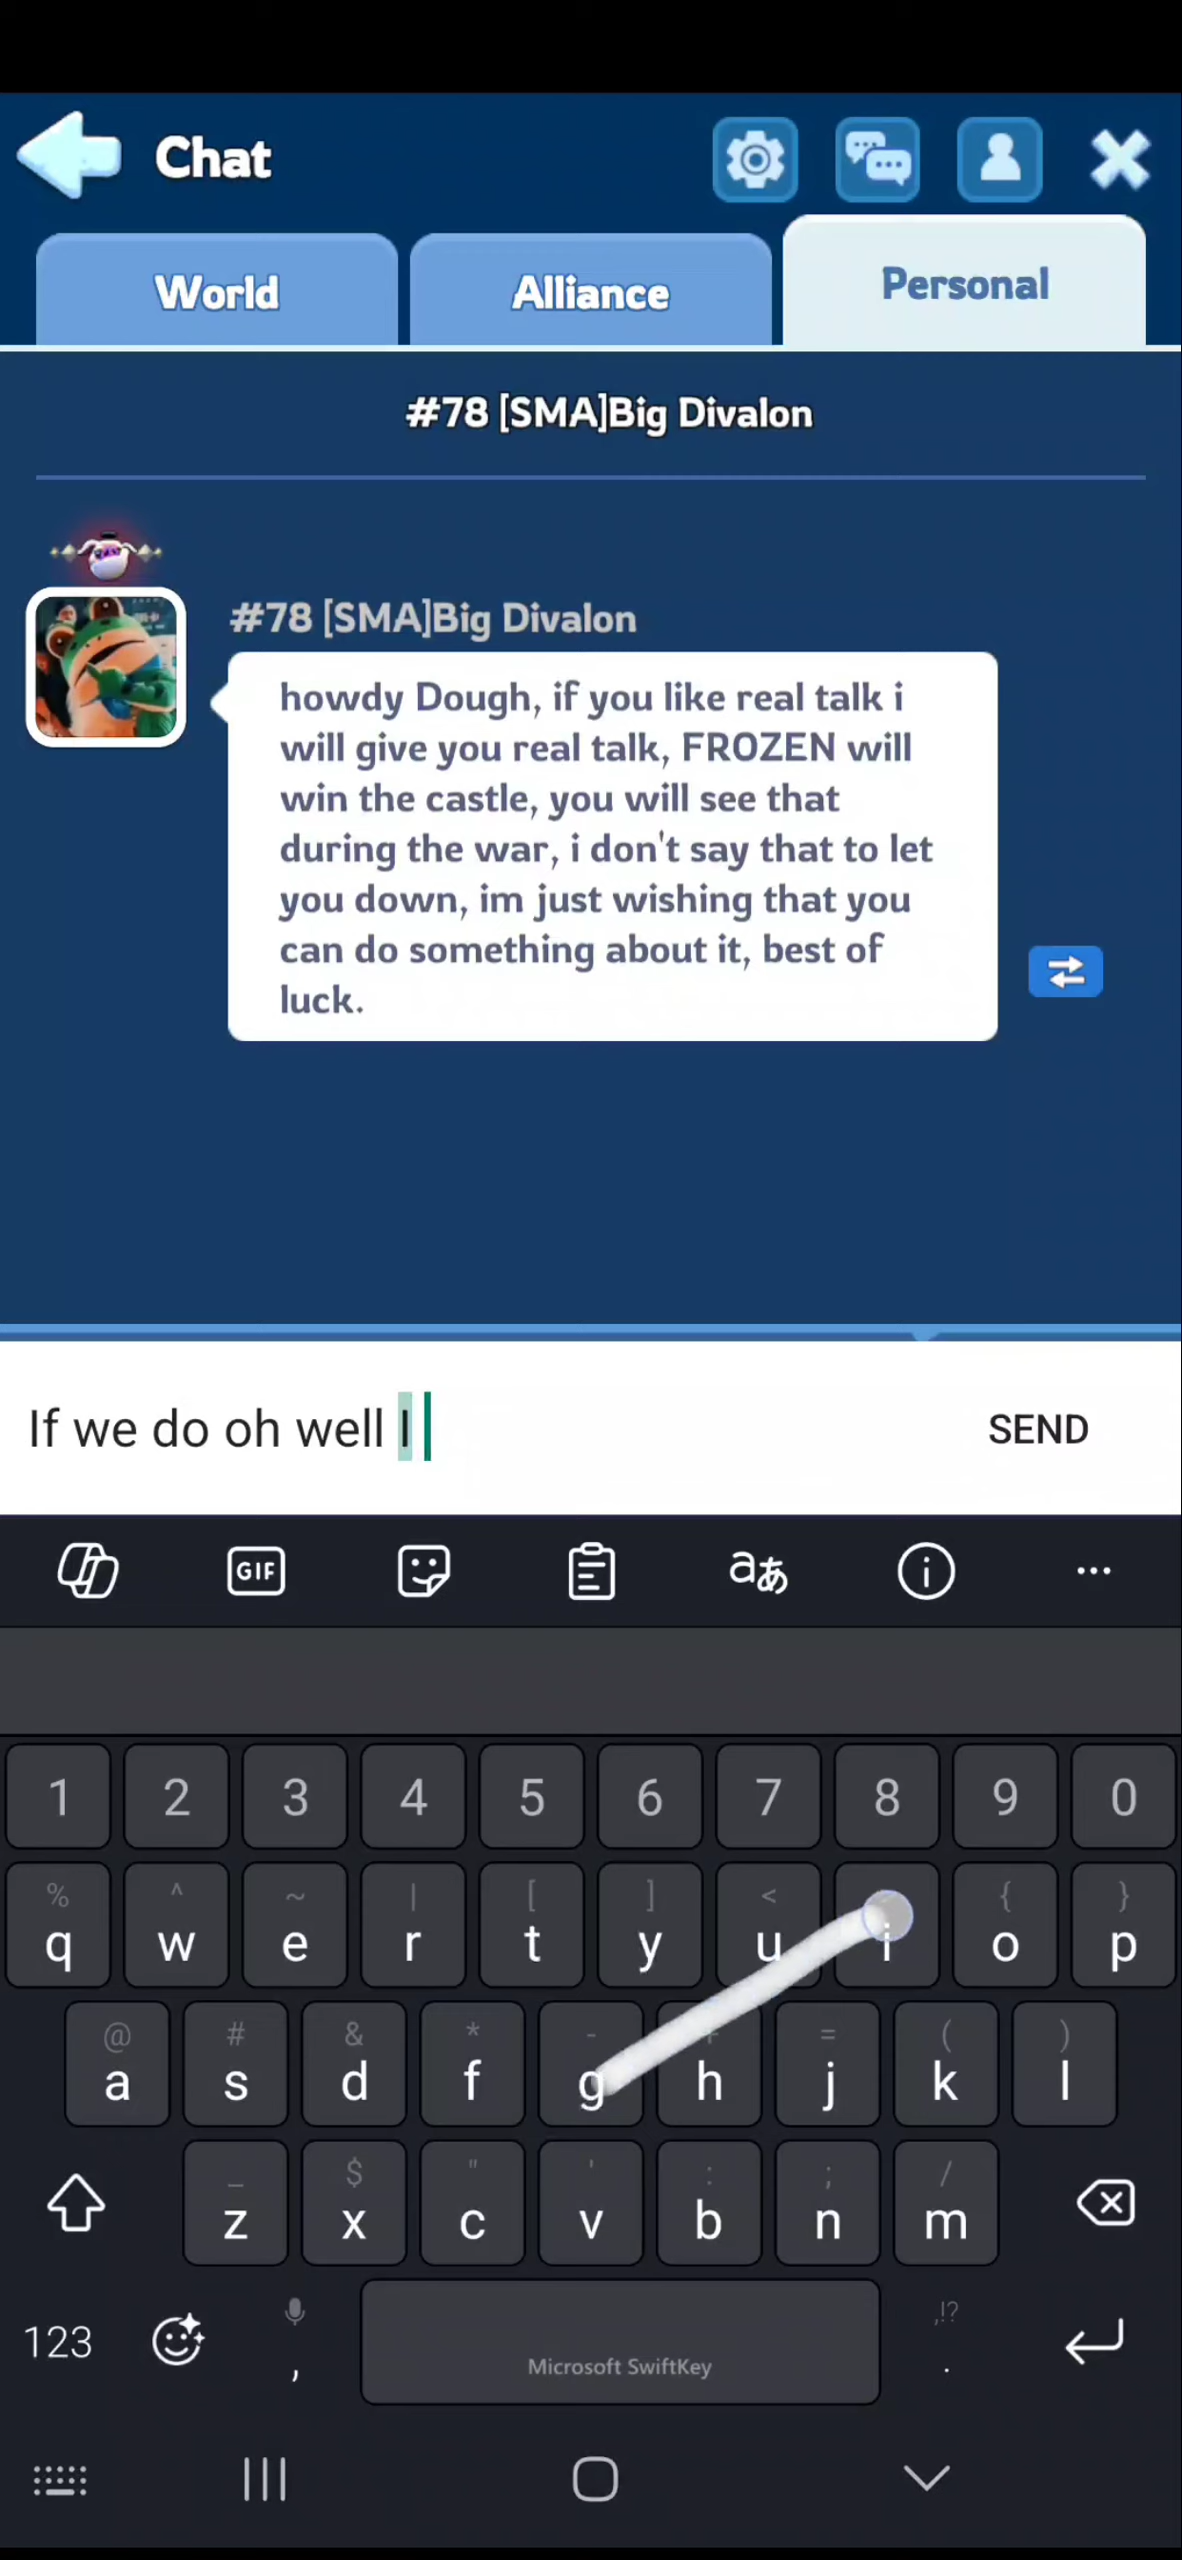 Chat
World
Alliance
Personal
#78 [SMA]Big Divalon
#78 [SMA]Big Divalon
howdy Dough, if you like real talk i
will give you real talk, FROZEN will
win the castle, you will see that
during the war, i don't say that to let
you down, im just wishing that you
can do something about it, best of
luck.
If we do oh well I
SEND
GIF
aあ
1 2 3 4 5 6 7 8 9 0
% ^ ~ | [ ] < { }
q w e r t y u i o p
@ # & * - + = ( )
a s d f g h j k l
_ $ " ' : ; /
z x c v b n m
123 , ,!? .
Microsoft SwiftKey